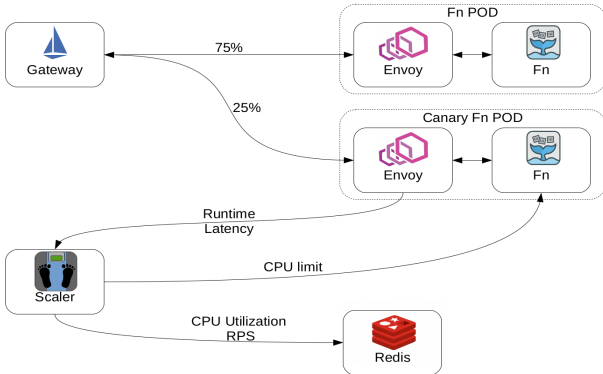 Fn POD
75%
Gateway
Envoy
Fn
25%
Canary Fn POD
Envoy
Fn
Runtime
Latency
CPU limit
Scaler
CPU Utilization
RPS
Redis